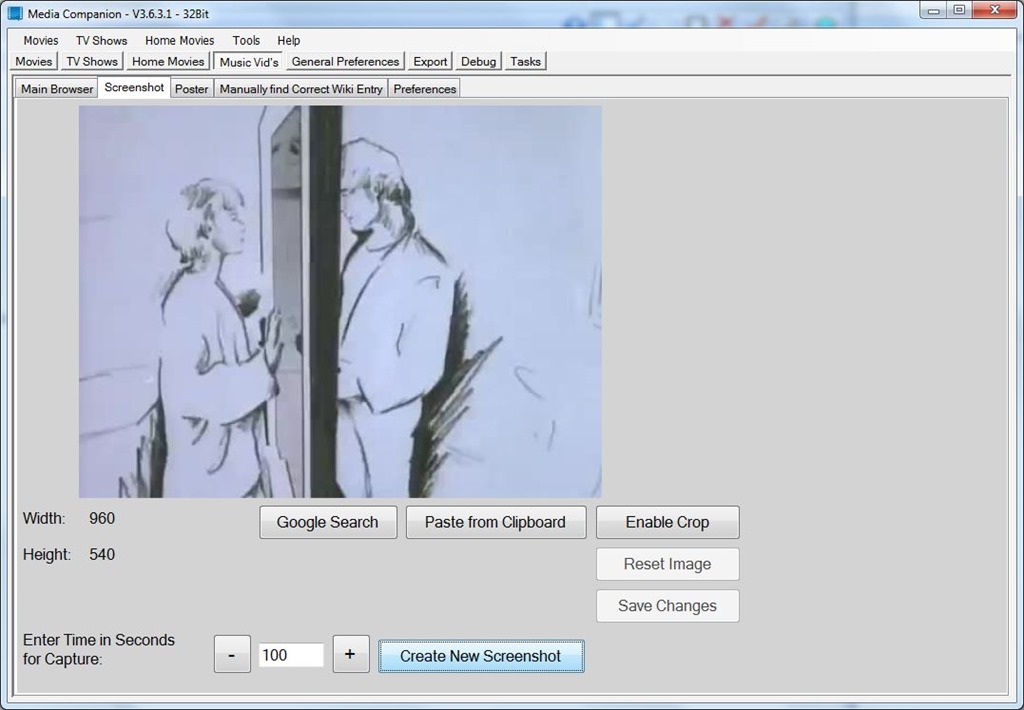 Media Companion - V3.6.3.1 - 32Bit
Movies TV Shows Home Movies Tools Help
Movies TV Shows Home Movies Music Vid's General Preferences Export Debug Tasks
Main Browser Screenshot Poster Manually find Correct Wiki Entry Preferences
Width: 960 Google Search Paste from Clipboard Enable Crop
Height: 540 Reset Image
Save Changes
Enter Time in Seconds
for Capture: - 100 + Create New Screenshot